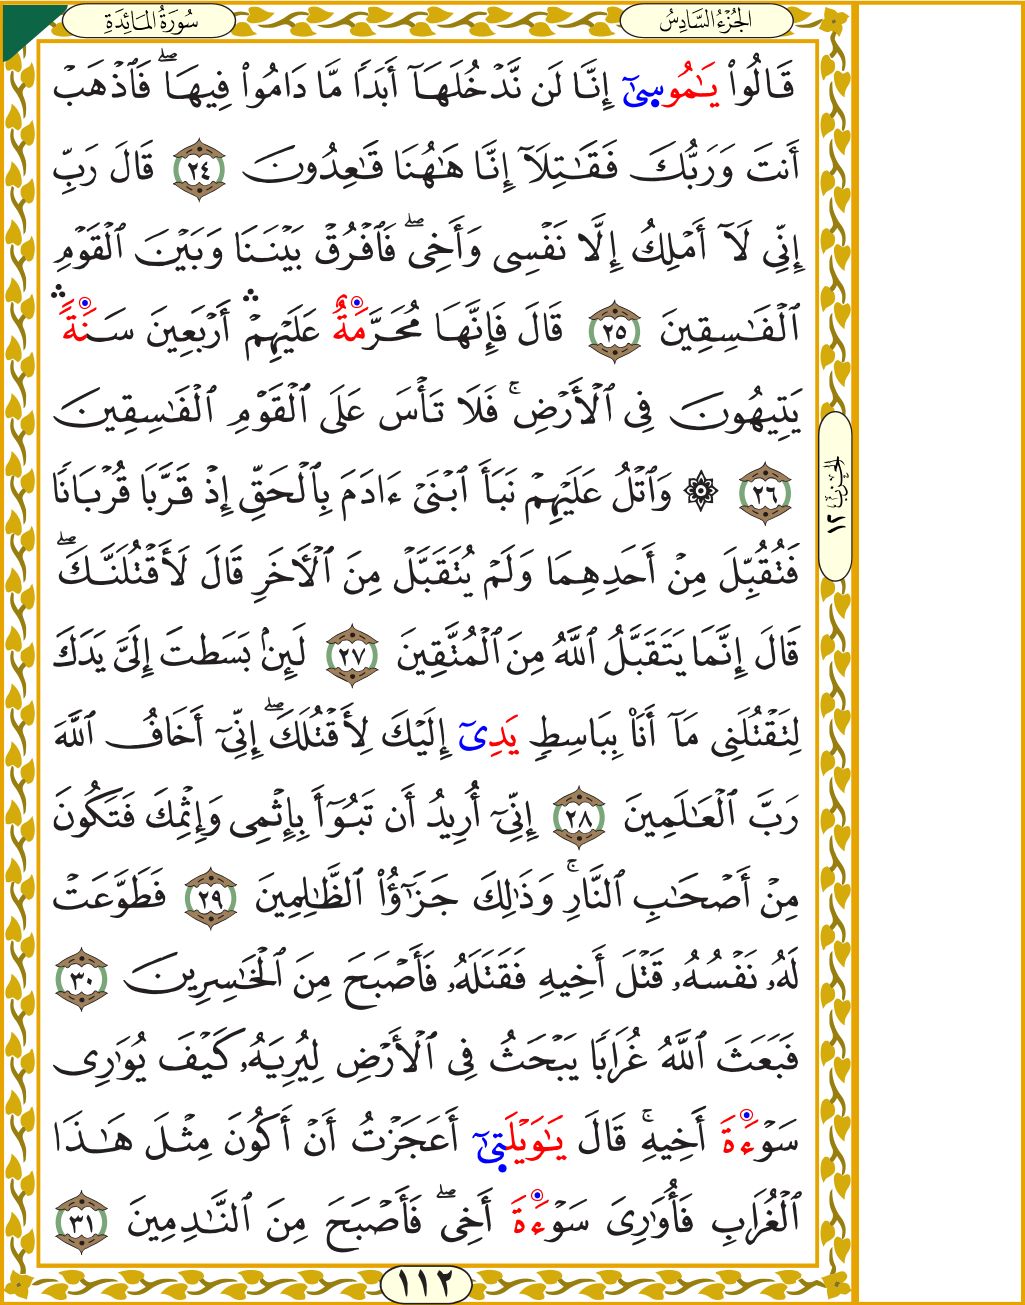 الجُزْءُ السَّادِسُ
سُورَةُ المَائِدَةِ
قَالُوا۟ يَـٰمُوسَىٰٓ إِنَّا لَن نَّدْخُلَهَآ أَبَدًا مَّا دَامُوا۟ فِيهَا ۖ فَٱذْهَبْ
أَنتَ وَرَبُّكَ فَقَـٰتِلَآ إِنَّا هَـٰهُنَا قَـٰعِدُونَ ٢٤ قَالَ رَبِّ
إِنِّى لَآ أَمْلِكُ إِلَّا نَفْسِى وَأَخِى ۖ فَٱفْرُقْ بَيْنَنَا وَبَيْنَ ٱلْقَوْمِ
ٱلْفَـٰسِقِينَ ٢٥ قَالَ فَإِنَّهَا مُحَرَّمَةٌ عَلَيْهِمْ ۛ أَرْبَعِينَ سَنَةً ۛ
يَتِيهُونَ فِى ٱلْأَرْضِ ۚ فَلَا تَأْسَ عَلَى ٱلْقَوْمِ ٱلْفَـٰسِقِينَ
٢٦ ۞ وَٱتْلُ عَلَيْهِمْ نَبَأَ ٱبْنَىْ ءَادَمَ بِٱلْحَقِّ إِذْ قَرَّبَا قُرْبَانًا
فَتُقُبِّلَ مِنْ أَحَدِهِمَا وَلَمْ يُتَقَبَّلْ مِنَ ٱلْـَٔاخَرِ قَالَ لَأَقْتُلَنَّكَ ۖ
قَالَ إِنَّمَا يَتَقَبَّلُ ٱللَّهُ مِنَ ٱلْمُتَّقِينَ ٢٧ لَئِنۢ بَسَطتَ إِلَىَّ يَدَكَ
لِتَقْتُلَنِى مَآ أَنَا۠ بِبَاسِطٍ يَدِىَٓ إِلَيْكَ لِأَقْتُلَكَ ۖ إِنِّىٓ أَخَافُ ٱللَّهَ
رَبَّ ٱلْعَـٰلَمِينَ ٢٨ إِنِّىٓ أُرِيدُ أَن تَبُوٓأَ بِإِثْمِى وَإِثْمِكَ فَتَكُونَ
مِنْ أَصْحَـٰبِ ٱلنَّارِ ۚ وَذَٰلِكَ جَزَٰٓؤُا۟ ٱلظَّـٰلِمِينَ ٢٩ فَطَوَّعَتْ
لَهُۥ نَفْسُهُۥ قَتْلَ أَخِيهِ فَقَتَلَهُۥ فَأَصْبَحَ مِنَ ٱلْخَـٰسِرِينَ ٣٠
فَبَعَثَ ٱللَّهُ غُرَابًا يَبْحَثُ فِى ٱلْأَرْضِ لِيُرِيَهُۥ كَيْفَ يُوَٰرِى
سَوْءَةَ أَخِيهِ ۚ قَالَ يَـٰوَيْلَتَىٰٓ أَعَجَزْتُ أَنْ أَكُونَ مِثْلَ هَـٰذَا
ٱلْغُرَابِ فَأُوَٰرِىَ سَوْءَةَ أَخِى ۖ فَأَصْبَحَ مِنَ ٱلنَّـٰدِمِينَ ٣١
الحِزْبُ ١٢
١١٢